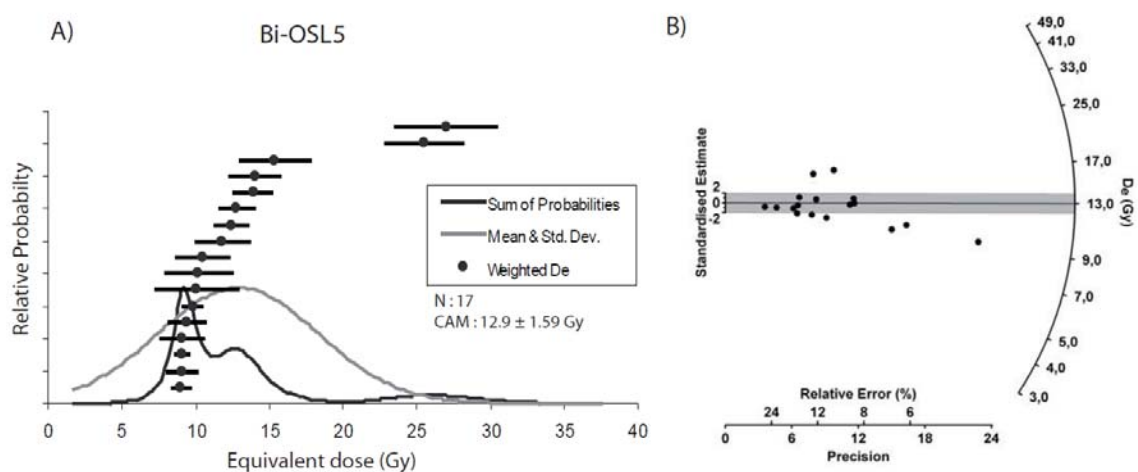 A)
Bi-OSL5
Relative Probabilty
Sum of Probabilities
Mean & Std. Dev.
Weighted De
N : 17
CAM : 12.9 ± 1.59 Gy
0 5 10 15 20 25 30 35 40
Equivalent dose (Gy)
B)
Standardised Estimate
2
0
-2
49,0
41,0
33,0
25,0
17,0
13,0
9,0
7,0
5,0
4,0
3,0
De (Gy)
Relative Error (%)
24 12 8 6
0 6 12 18 24
Precision